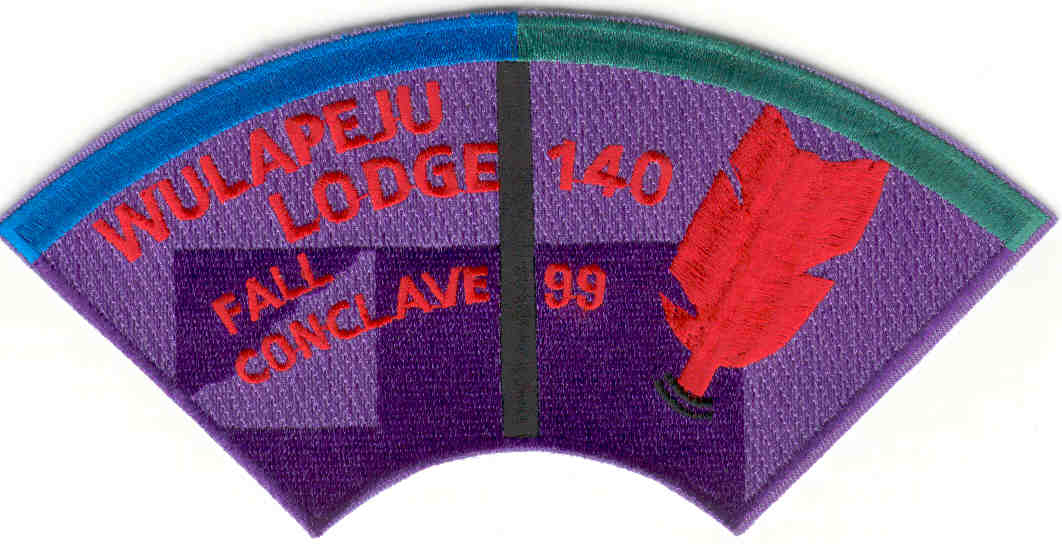 WULAPEJU
LODGE 140
FALL
CONCLAVE 99